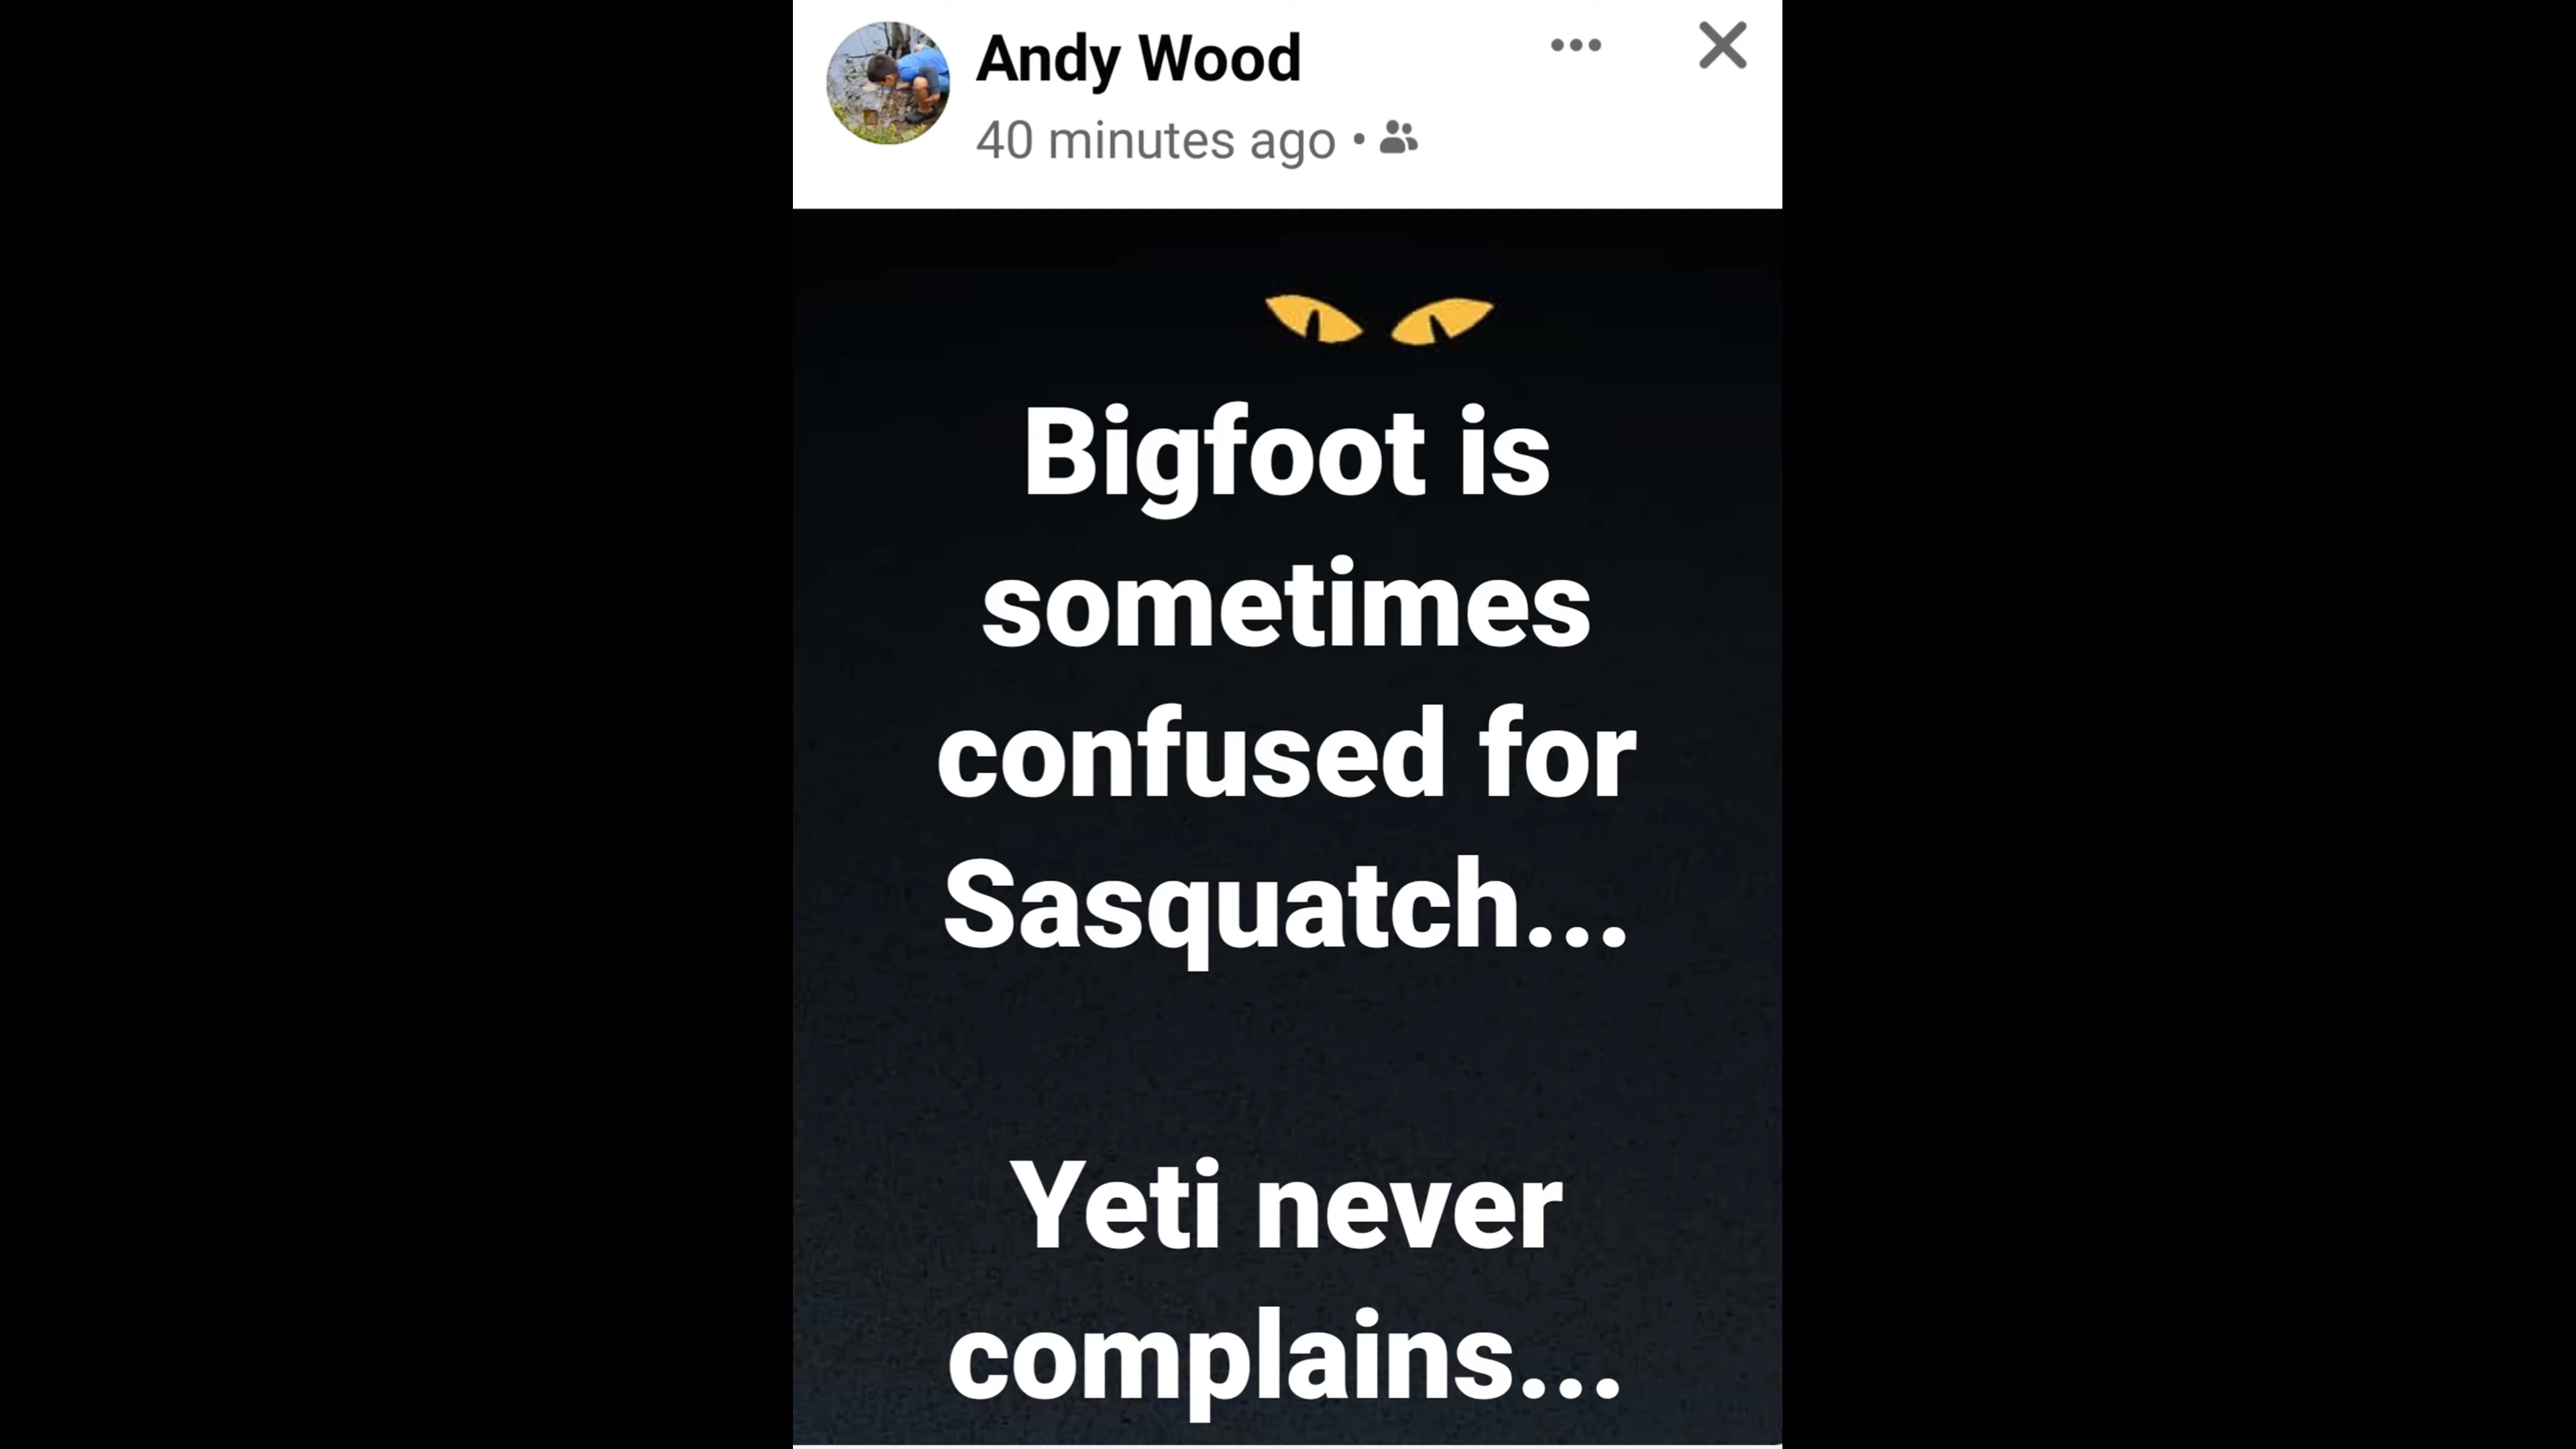 Andy Wood
40 minutes ago •
Bigfoot is
sometimes
confused for
Sasquatch...
Yeti never
complains...